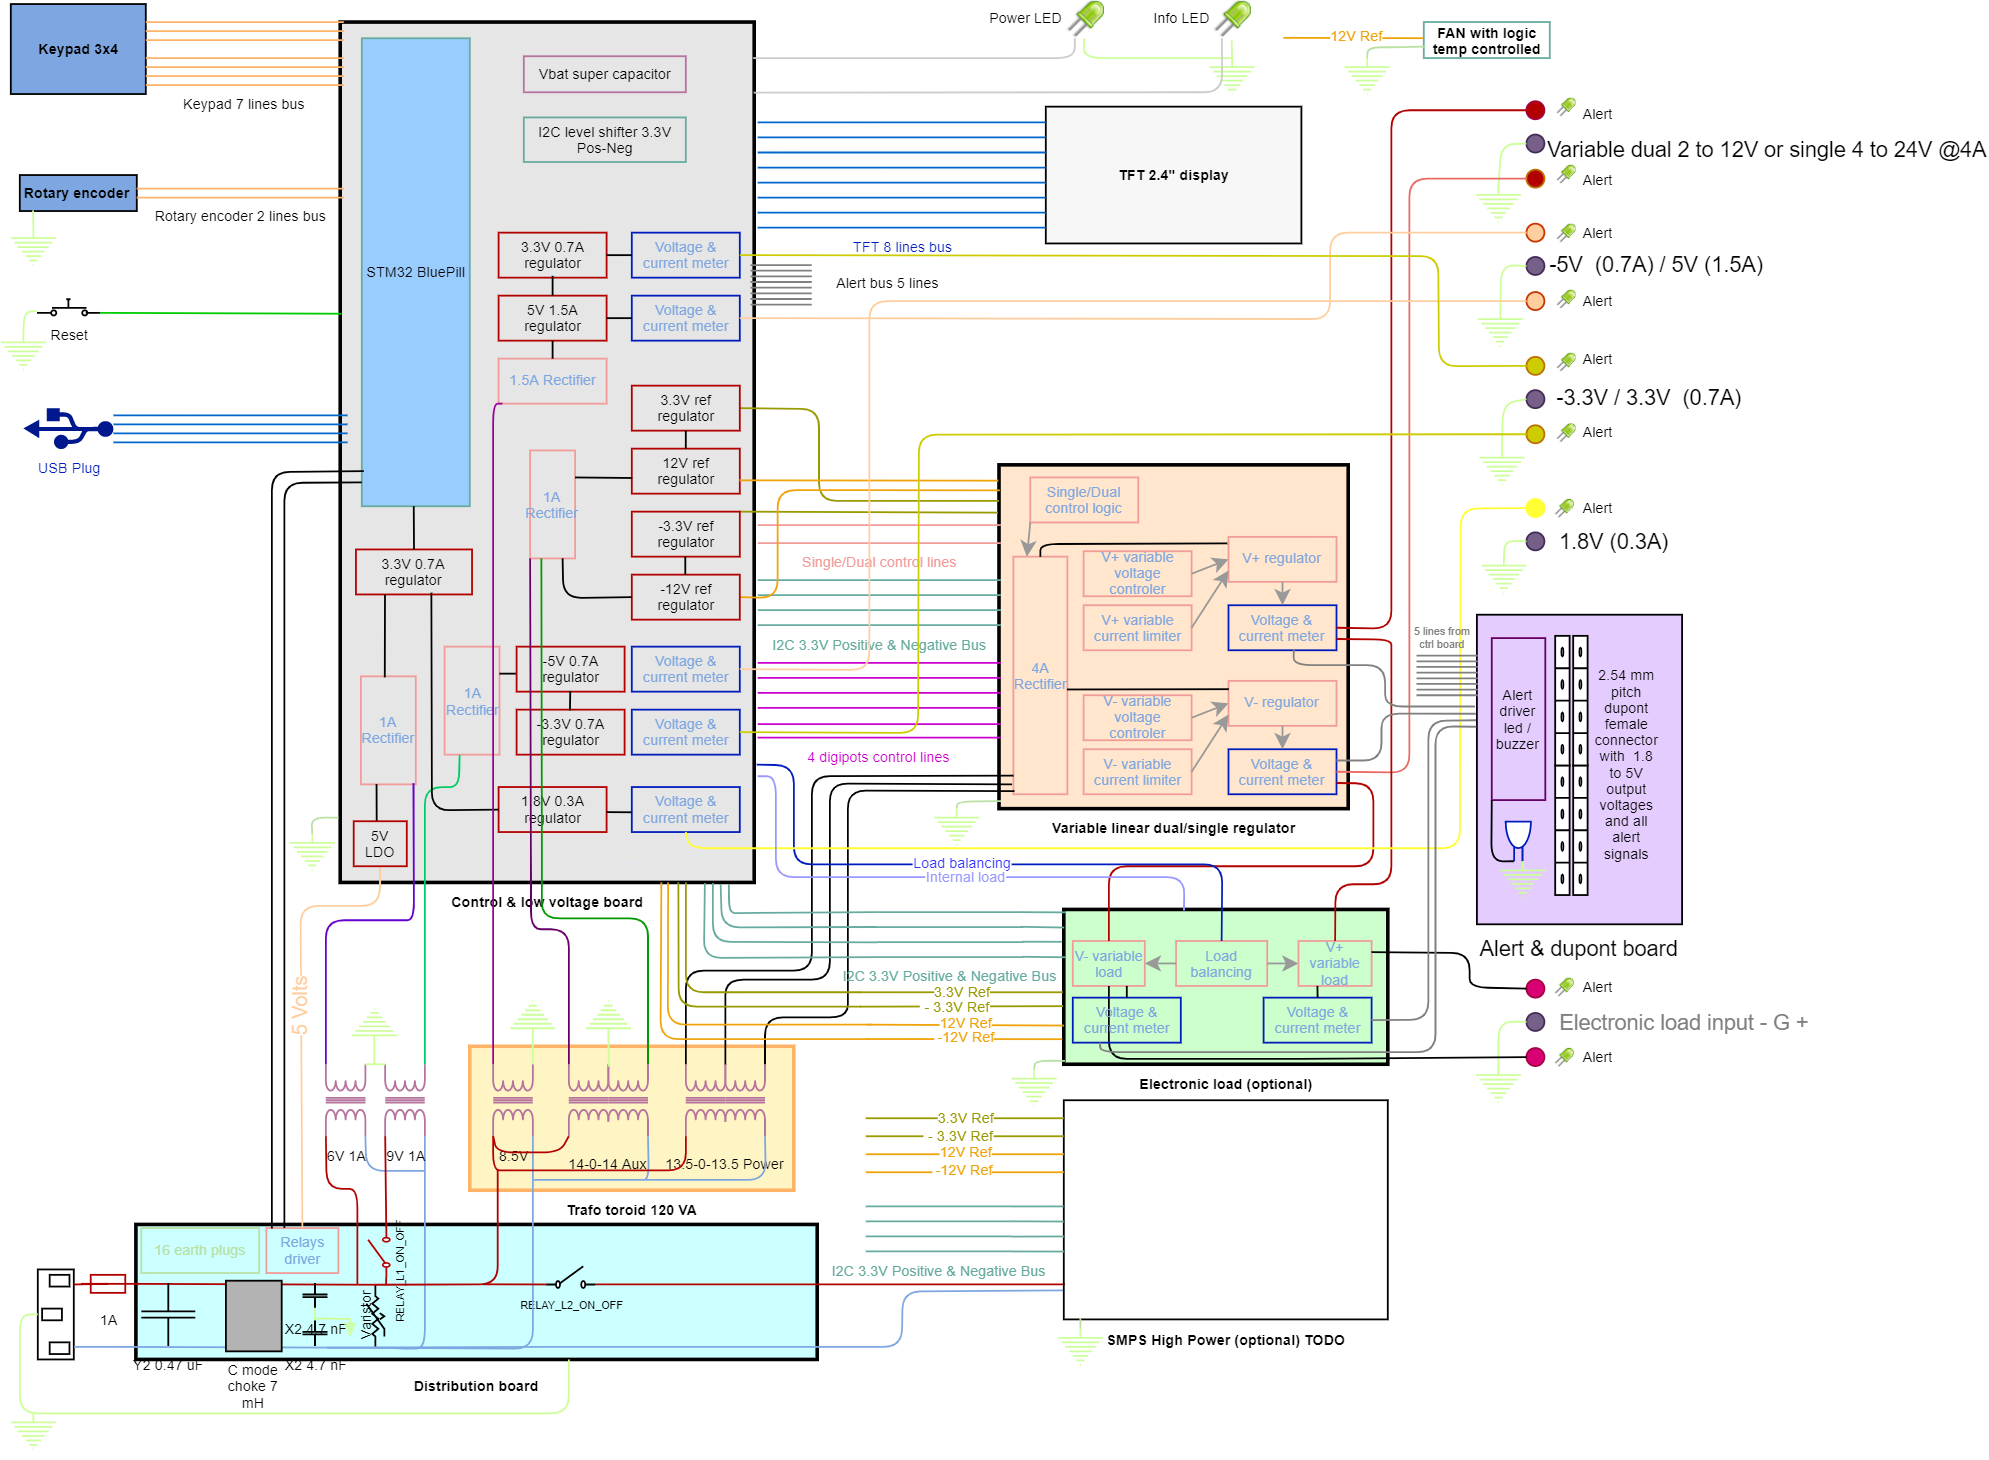 Power LED
Info LED
12V Ref
FAN with logic
temp controlled
Keypad 3x4
Keypad 7 lines bus
Vbat super capacitor
I2C level shifter 3.3V
Pos-Neg
TFT 2.4" display
Alert
Variable dual 2 to 12V or single 4 to 24V @4A
Alert
Rotary encoder
Rotary encoder 2 lines bus
STM32 BluePill
3.3V 0.7A
regulator
Voltage &
current meter
TFT 8 lines bus
Alert bus 5 lines
5V 1.5A
regulator
Voltage &
current meter
1.5A Rectifier
Alert
-5V  (0.7A) / 5V (1.5A)
Alert
Reset
USB Plug
3.3V ref
regulator
12V ref
regulator
1A
Rectifier
-3.3V ref
regulator
-12V ref
regulator
Alert
-3.3V / 3.3V  (0.7A)
Alert
Alert
1.8V (0.3A)
Single/Dual control lines
I2C 3.3V Positive & Negative Bus
4 digipots control lines
Single/Dual
control logic
V+ variable
voltage
controler
V+ regulator
V+ variable
current limiter
Voltage &
current meter
4A
Rectifier
V- variable
voltage
controler
V- regulator
V- variable
current limiter
Voltage &
current meter
Variable linear dual/single regulator
3.3V 0.7A
regulator
1A
Rectifier
1A
Rectifier
-5V 0.7A
regulator
Voltage &
current meter
-3.3V 0.7A
regulator
Voltage &
current meter
1.8V 0.3A
regulator
Voltage &
current meter
5V
LDO
Control & low voltage board
5 lines from
ctrl board
Alert
driver
led /
buzzer
2.54 mm
pitch
dupont
female
connector
with  1.8
to 5V
output
voltages
and all
alert
signals
Alert & dupont board
Load balancing
Internal load
I2C 3.3V Positive & Negative Bus
3.3V Ref
- 3.3V Ref
12V Ref
-12V Ref
V- variable
load
Load
balancing
V+
variable
load
Voltage &
current meter
Voltage &
current meter
Electronic load (optional)
Alert
Electronic load input - G +
Alert
5 Volts
6V 1A
9V 1A
8.5V
14-0-14 Aux
13.5-0-13.5 Power
Trafo toroid 120 VA
3.3V Ref
- 3.3V Ref
12V Ref
-12V Ref
I2C 3.3V Positive & Negative Bus
SMPS High Power (optional) TODO
16 earth plugs
Relays
driver
RELAY_L1_ON_OFF
RELAY_L2_ON_OFF
Varistor
1A
X2 4.7 nF
X2 4.7 nF
Y2 0.47 uF
C mode
choke 7
mH
Distribution board